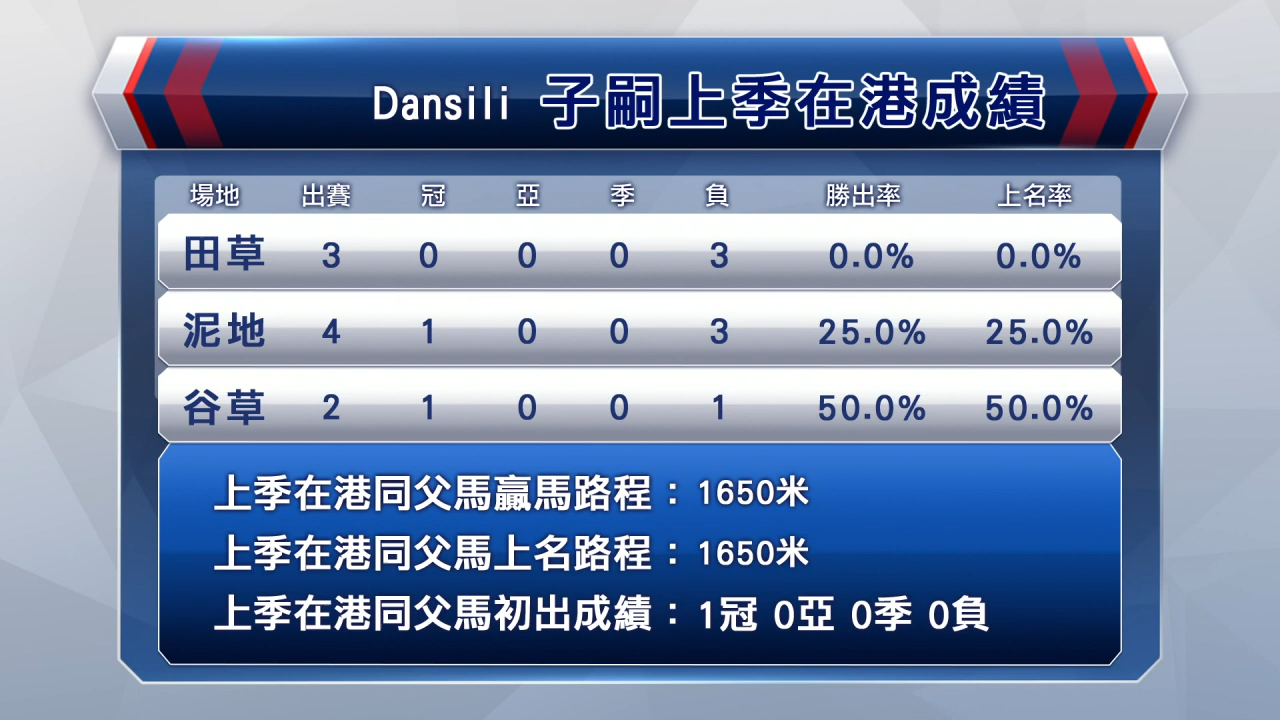 Dansili 子嗣上季在港成績
場地 出賽 冠 亞 季 負 勝出率 上名率
田草 3 0 0 0 3 0.0% 0.0%
泥地 4 1 0 0 3 25.0% 25.0%
谷草 2 1 0 0 1 50.0% 50.0%
上季在港同父馬贏馬路程：1650米
上季在港同父馬上名路程：1650米
上季在港同父馬初出成績：1冠 0亞 0季 0負